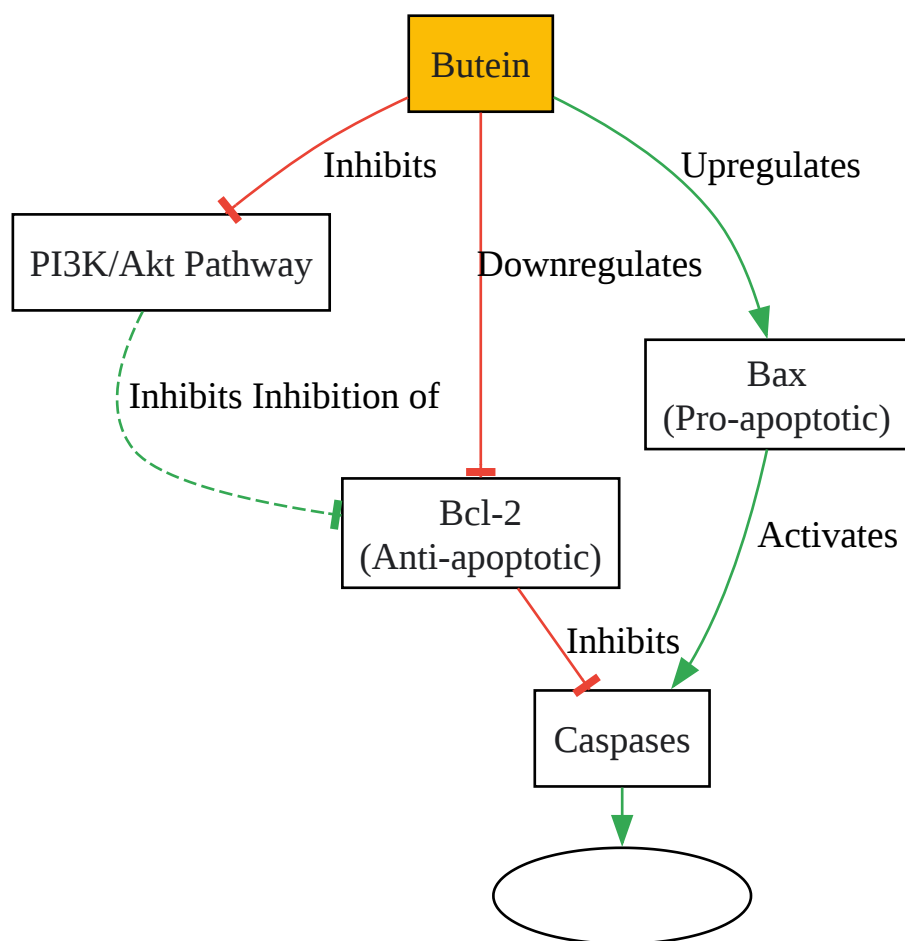 Butein
Inhibits
Upregulates
PI3K/Akt Pathway
Downregulates
Bax
(Pro-apoptotic)
Inhibits Inhibition of
Bcl-2
(Anti-apoptotic)
Activates
Inhibits
Caspases